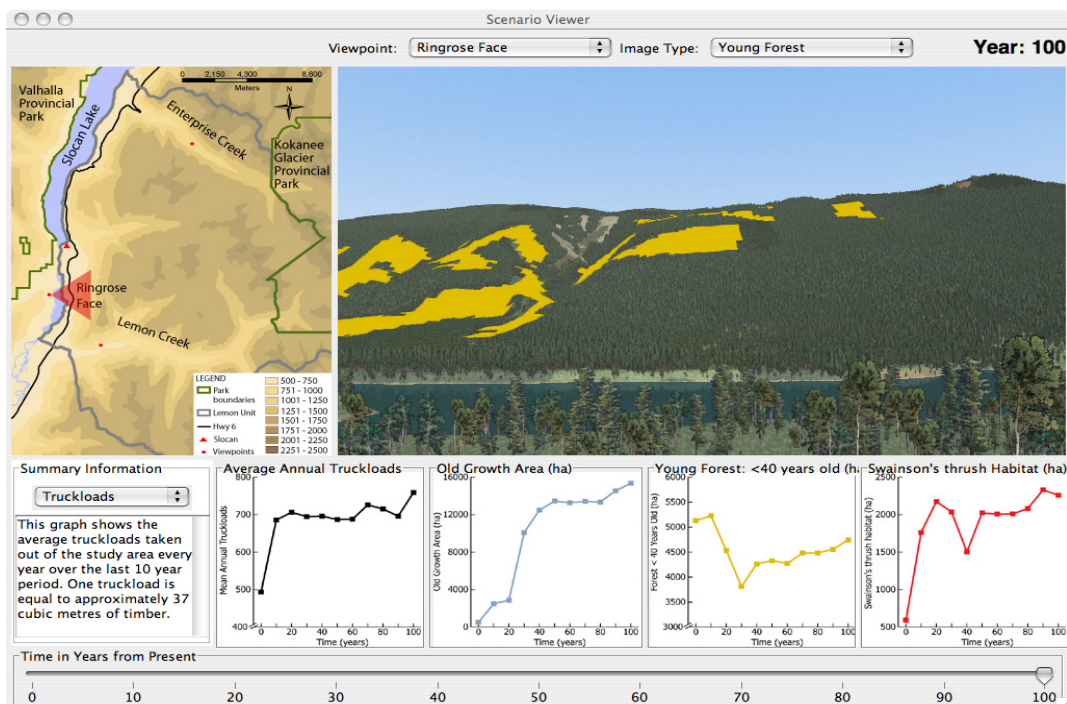 Scenario Viewer
Viewpoint: Ringrose Face Image Type: Young Forest Year: 100
0 2,150 4,300 8,600
Meters
N
Valhalla
Provincial
Park
Slocan Lake
Enterprise Creek
Kokanee
Glacier
Provincial
Park
Ringrose
Face
Lemon Creek
LEGEND
Park
boundaries
Lemon Unit
Hwy 6
Slocan
Viewpoints
500 - 750
751 - 1000
1001 - 1250
1251 - 1500
1501 - 1750
1751 - 2000
2001 - 2250
2251 - 2500
Summary Information
Truckloads
This graph shows the
average truckloads taken
out of the study area every
year over the last 10 year
period. One truckload is
equal to approximately 37
cubic metres of timber.
Average Annual Truckloads
Mean Annual Truckloads
800
700
600
500
400
0 20 40 60 80 100
Time (years)
Old Growth Area (ha)
Old Growth Area (ha)
16000
12000
8000
4000
0
0 20 40 60 80 100
Time (years)
Young Forest: <40 years old (ha
Forest < 40 Years Old (ha)
6000
5500
5000
4500
4000
3500
3000
0 20 40 60 80 100
Time (years)
Swainson's thrush Habitat (ha)
Swainson's thrush habitat (ha)
2500
2000
1500
1000
500
0 20 40 60 80 100
Time (years)
Time in Years from Present
0 10 20 30 40 50 60 70 80 90 100